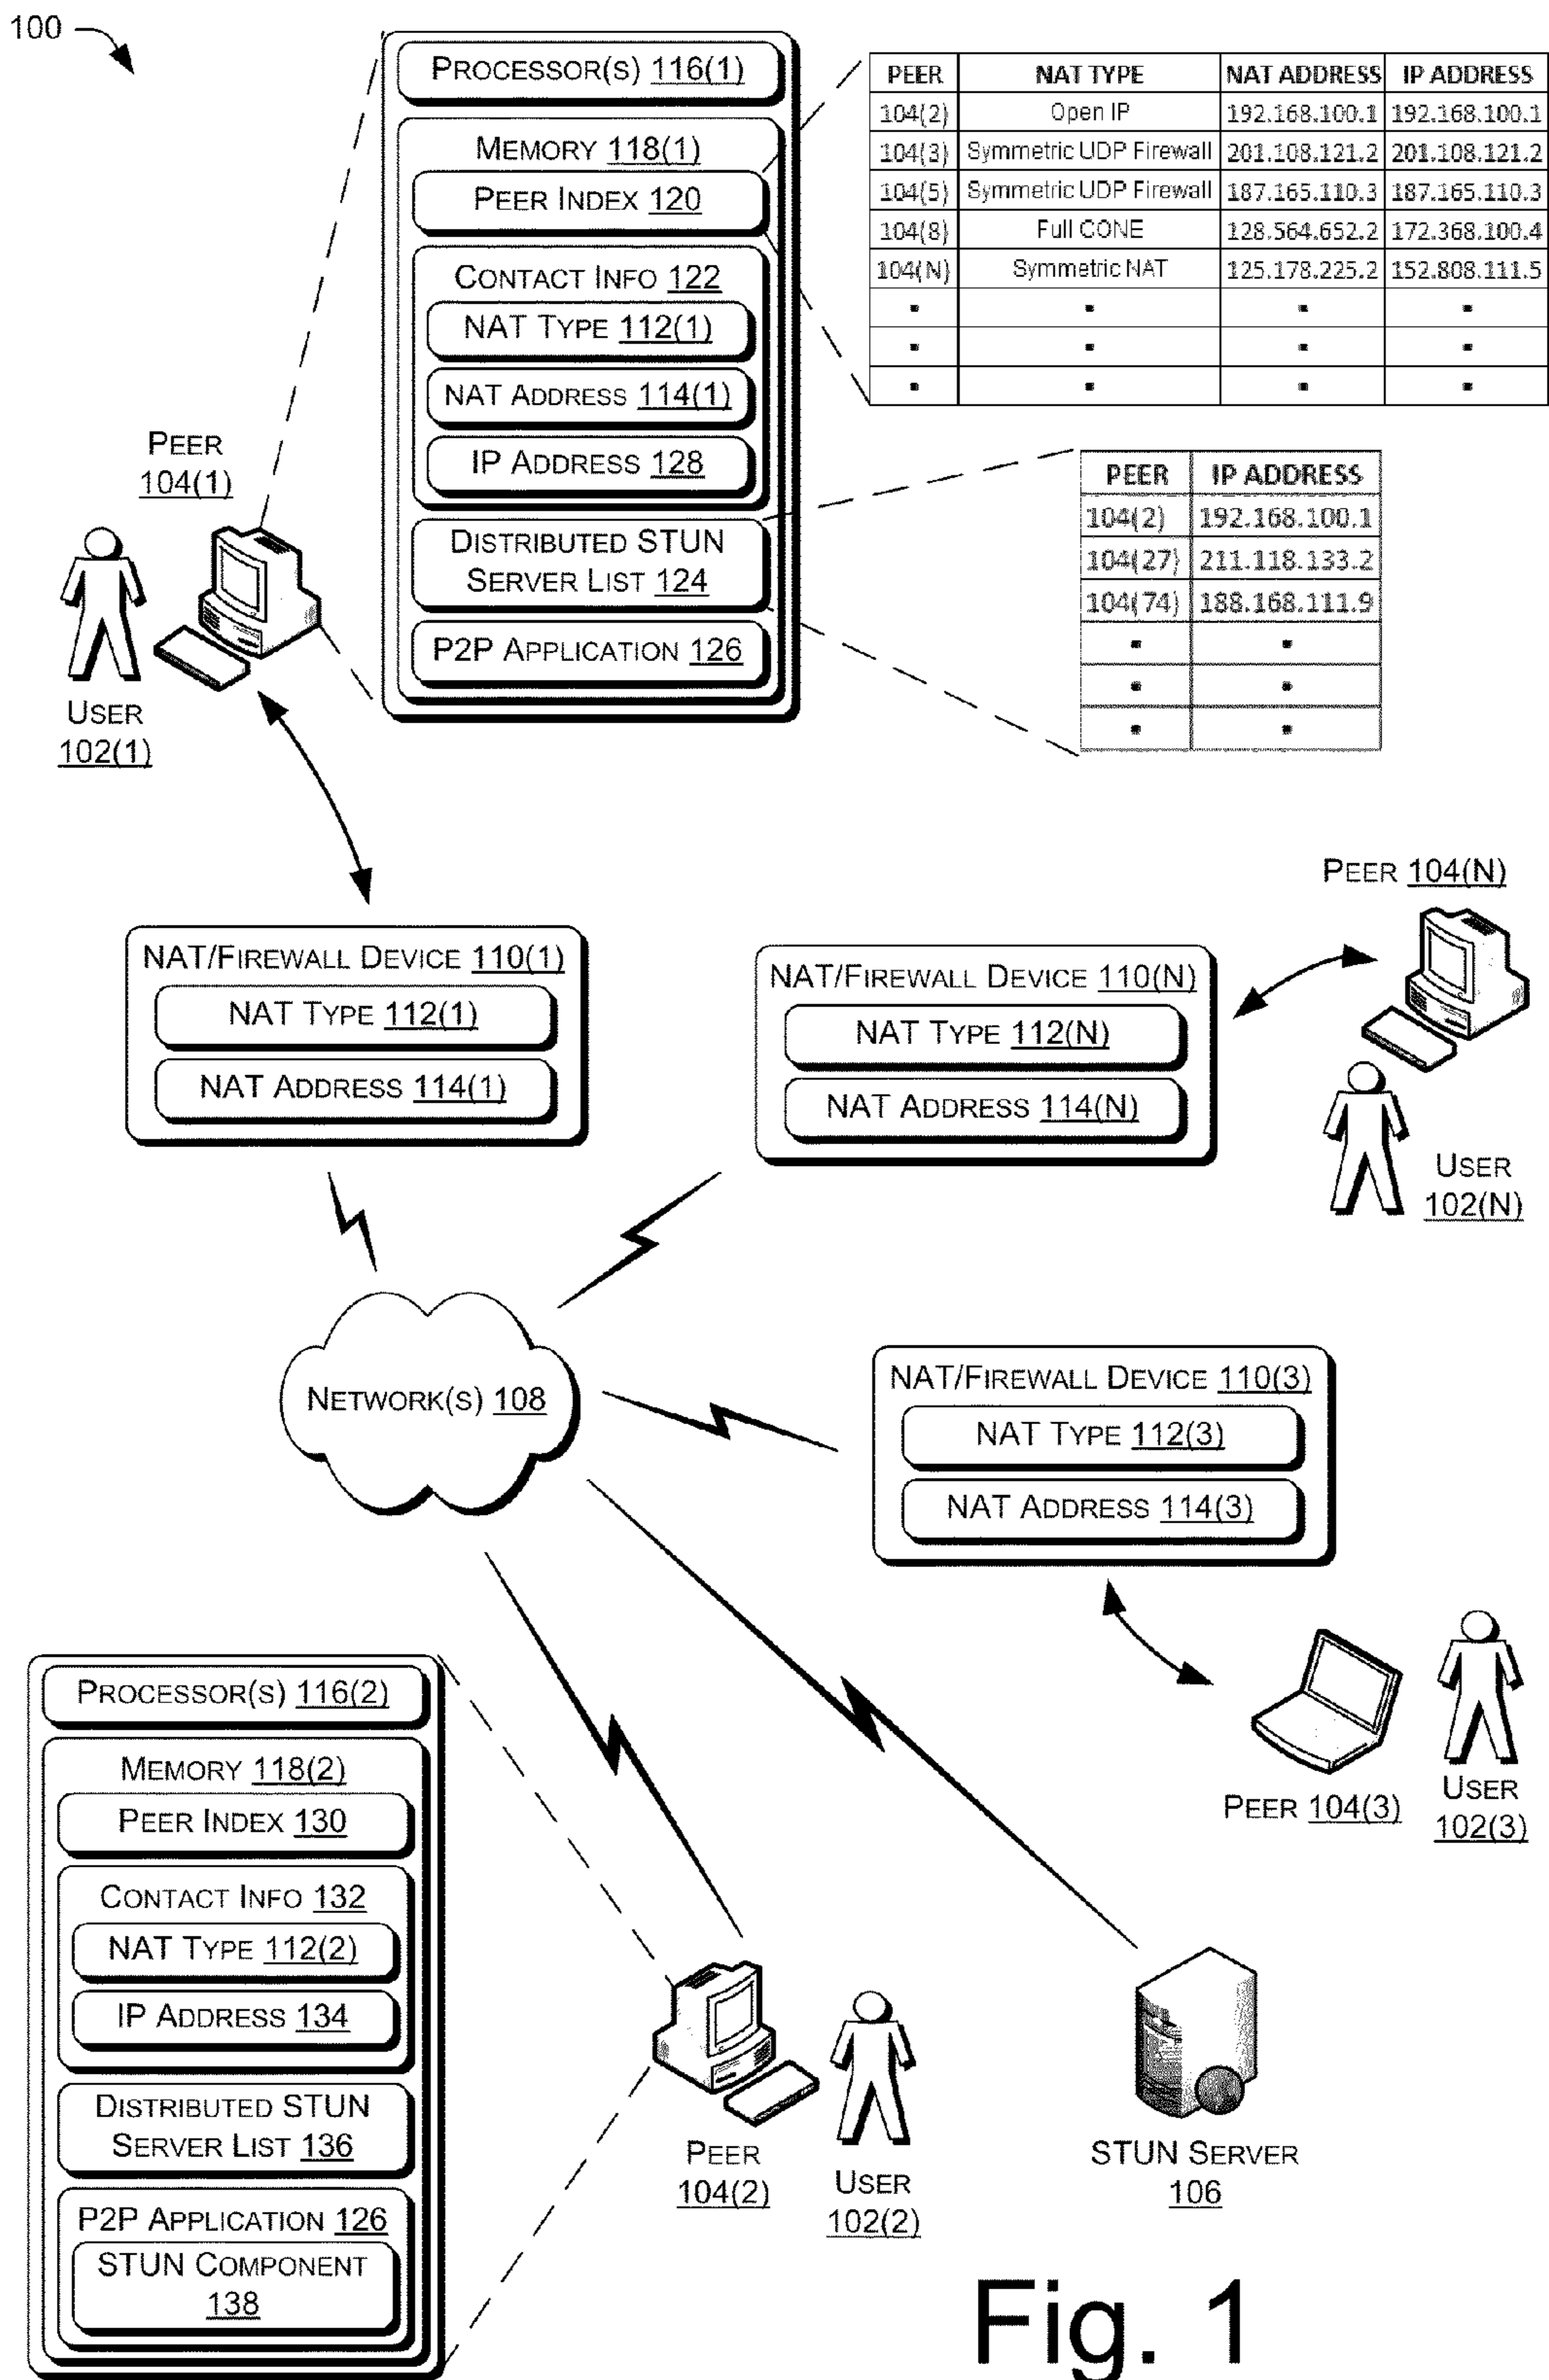 100
PROCESSOR(S) 116(1)
MEMORY 118(1)
PEER INDEX 120
CONTACT INFO 122
NAT TYPE 112(1)
NAT ADDRESS 114(1)
IP ADDRESS 128
DISTRIBUTED STUN
SERVER LIST 124
P2P APPLICATION 126
PEER NAT TYPE NAT ADDRESS IP ADDRESS
104(2) Open IP 192.168.100.1 192.168.100.1
104(3) Symmetric UDP Firewall 201.108.121.2 201.108.121.2
104(5) Symmetric UDP Firewall 187.165.110.3 187.165.110.3
104(8) Full CONE 128.564.652.2 172.368.100.4
104(N) Symmetric NAT 125.178.225.2 152.808.111.5
PEER IP ADDRESS
104(2) 192.168.100.1
104(27) 211.118.133.2
104(74) 188.168.111.9
PEER
104(1)
USER
102(1)
NAT/FIREWALL DEVICE 110(1)
NAT TYPE 112(1)
NAT ADDRESS 114(1)
NAT/FIREWALL DEVICE 110(N)
NAT TYPE 112(N)
NAT ADDRESS 114(N)
PEER 104(N)
USER
102(N)
NETWORK(S) 108
NAT/FIREWALL DEVICE 110(3)
NAT TYPE 112(3)
NAT ADDRESS 114(3)
PEER 104(3)
USER
102(3)
PROCESSOR(S) 116(2)
MEMORY 118(2)
PEER INDEX 130
CONTACT INFO 132
NAT TYPE 112(2)
IP ADDRESS 134
DISTRIBUTED STUN
SERVER LIST 136
P2P APPLICATION 126
STUN COMPONENT
138
PEER
104(2)
USER
102(2)
STUN SERVER
106
Fig. 1